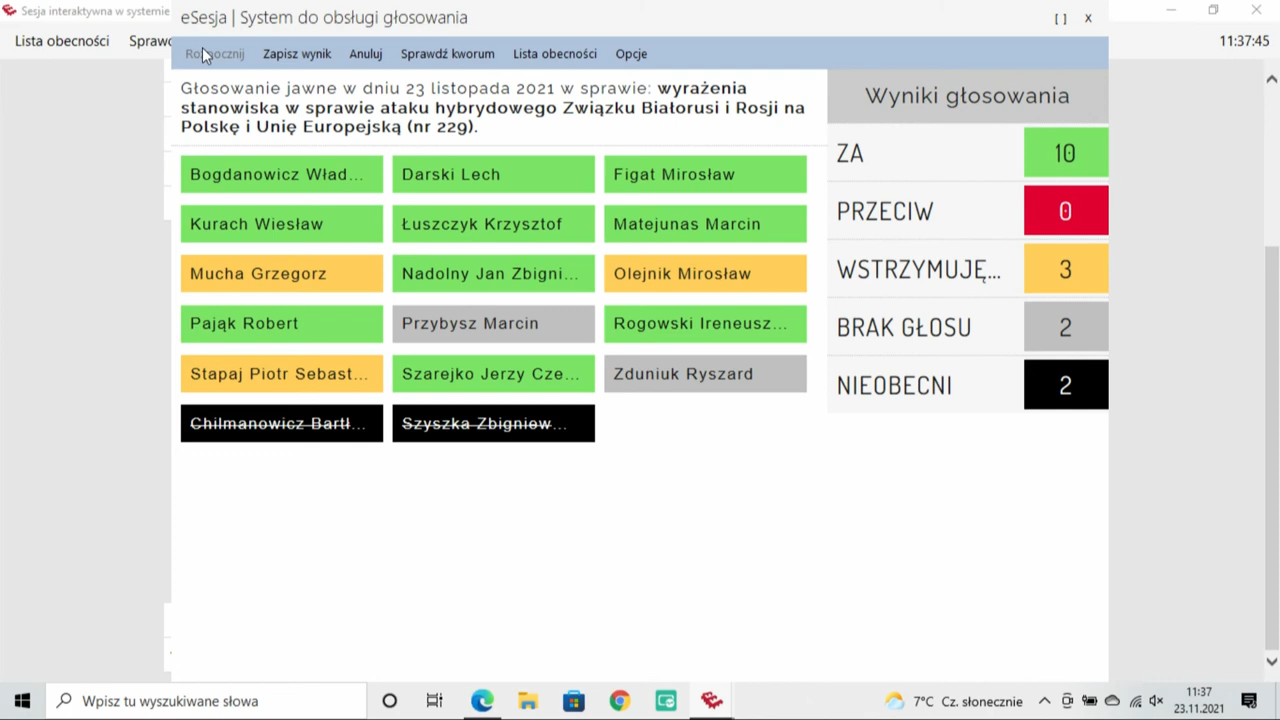 Sesja interaktywna w systemie
eSesja | System do obsługi głosowania
[ ] X
Lista obecności
Rozpocznij Zapisz wynik Anuluj Sprawdź kworum Lista obecności Opcje
11:37:45
Głosowanie jawne w dniu 23 listopada 2021 w sprawie: wyrażenia
stanowiska w sprawie ataku hybrydowego Związku Białorusi i Rosji na
Polskę i Unię Europejską (nr 229).
Wyniki głosowania
Bogdanowicz Wład... Darski Lech Figat Mirosław
Kurach Wiesław Łuszczyk Krzysztof Matejunas Marcin
Mucha Grzegorz Nadolny Jan Zbigni... Olejnik Mirosław
Pająk Robert Przybysz Marcin Rogowski Ireneusz...
Stapaj Piotr Sebast... Szarejko Jerzy Cze... Zduniuk Ryszard
Chilmanowicz Bartł... Szyszka Zbigniew...
ZA 10
PRZECIW 0
WSTRZYMUJĘ... 3
BRAK GŁOSU 2
NIEOBECNI 2
Wpisz tu wyszukiwane słowa
7°C Cz. słonecznie
11:37
23.11.2021